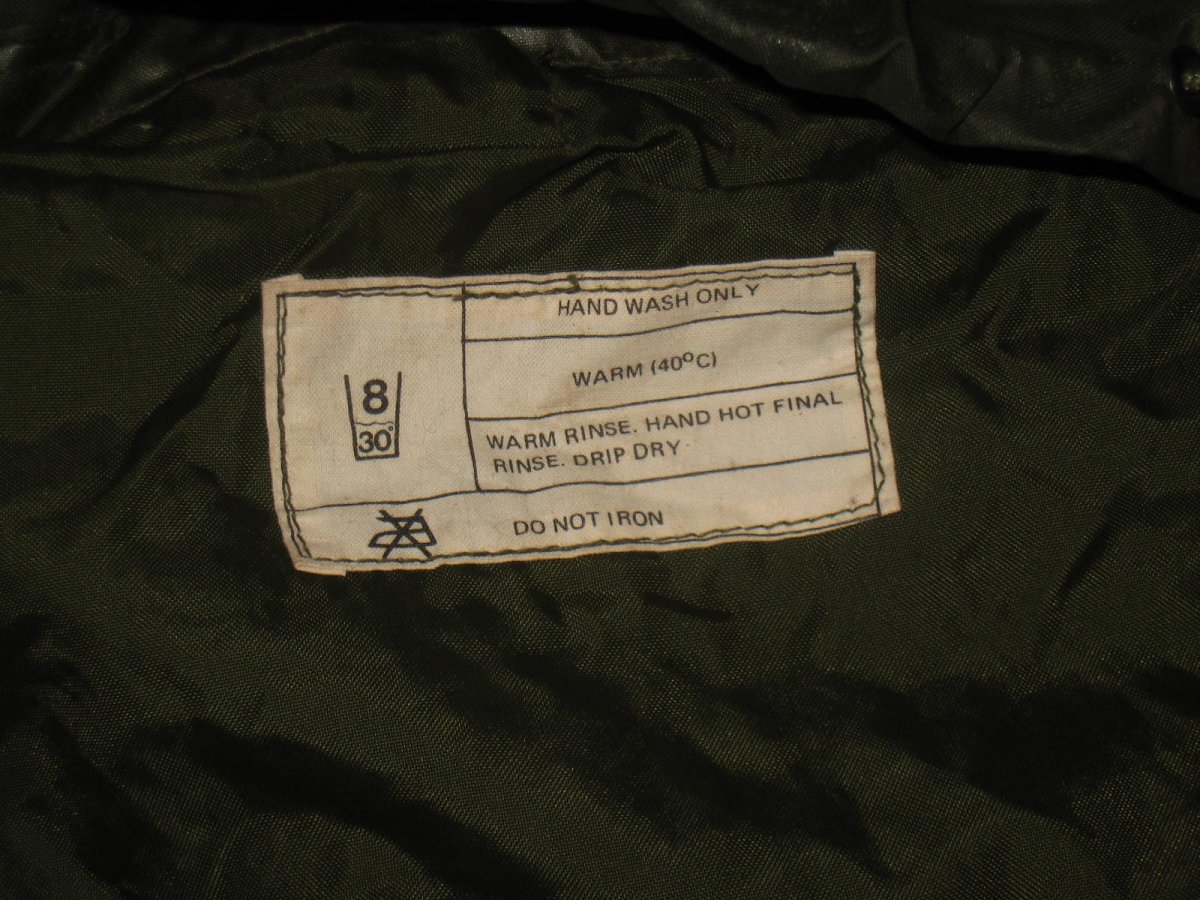 HAND WASH ONLY
WARM (40°C)
8
30°
WARM RINSE. HAND HOT FINAL
RINSE. DRIP DRY
DO NOT IRON